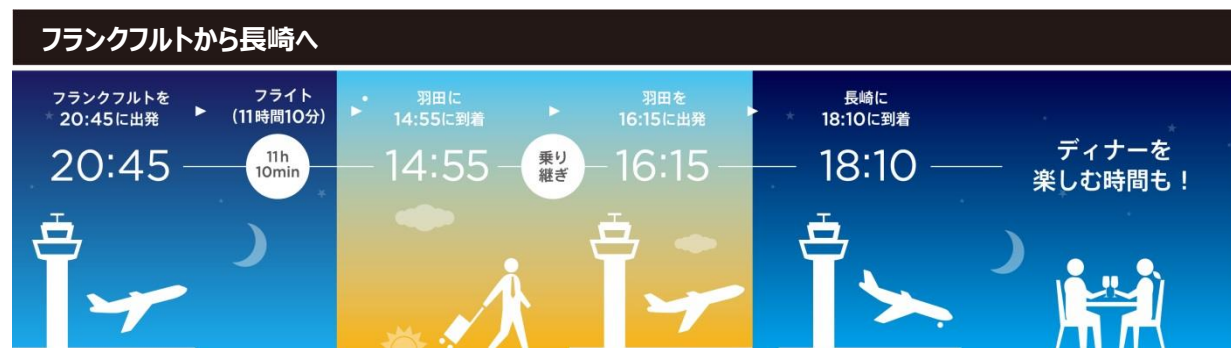 フランクフルトから長崎へ
フランクフルトを
20:45に出発
フライト
(11時間10分)
羽田に
14:55に到着
羽田を
16:15に出発
長崎に
18:10に到着
20:45
11h
10min
14:55
乗り
継ぎ
16:15
18:10
ディナーを
楽しむ時間も！